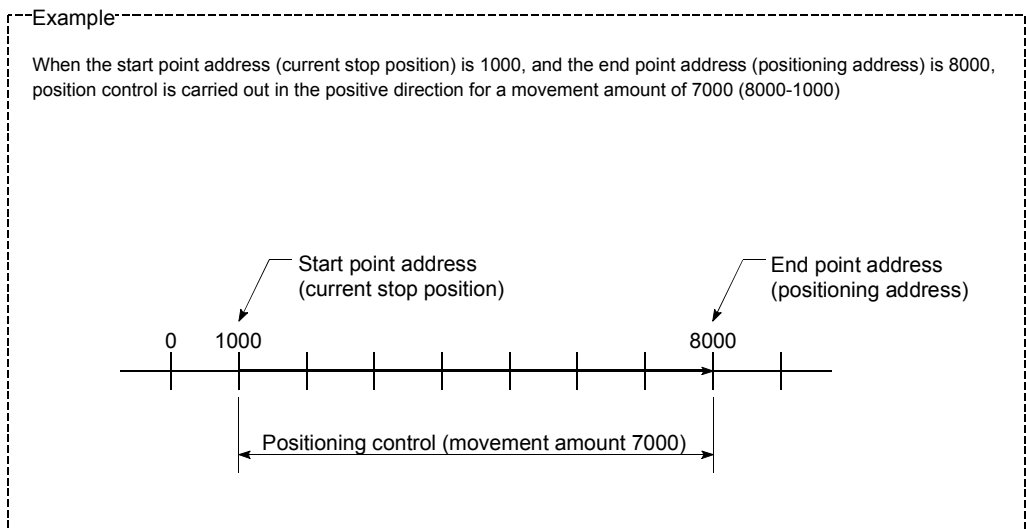 Example
When the start point address (current stop position) is 1000, and the end point address (positioning address) is 8000,
position control is carried out in the positive direction for a movement amount of 7000 (8000-1000)
Start point address
(current stop position)
End point address
(positioning address)
0
1000
8000
Positioning control (movement amount 7000)